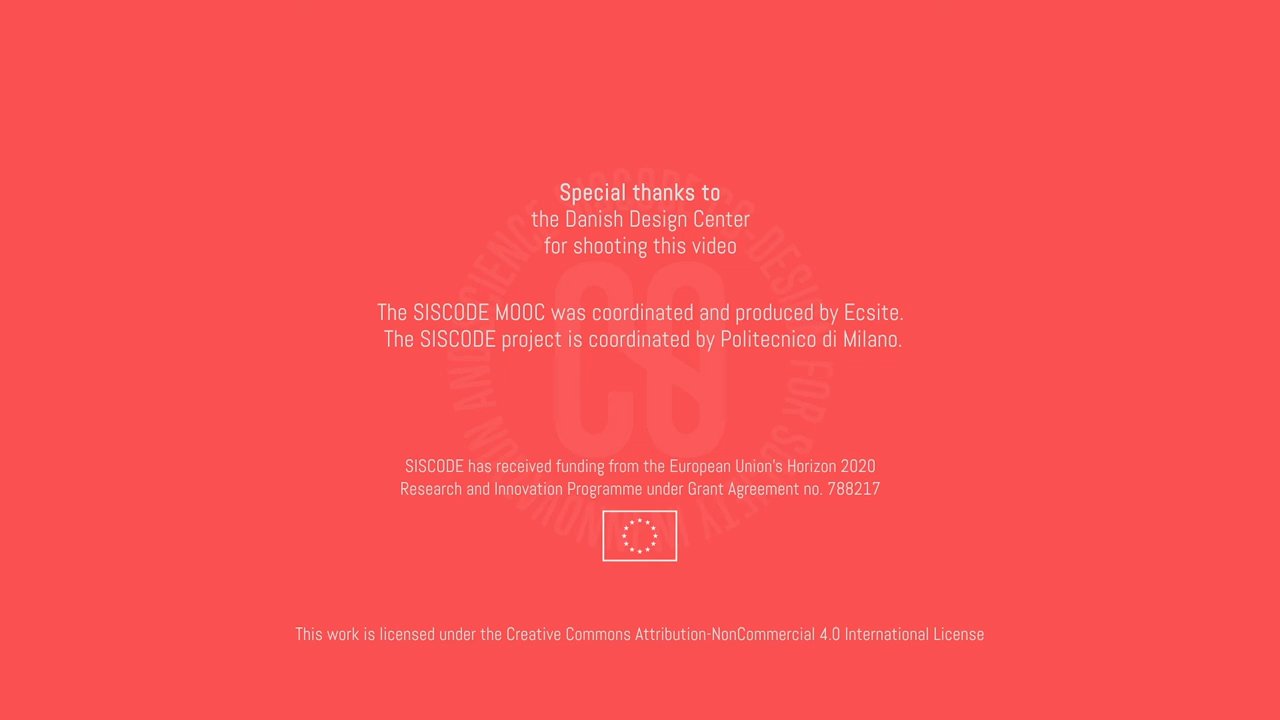 Special thanks to
the Danish Design Center
for shooting this video
The SISCODE MOOC was coordinated and produced by Ecsite.
The SISCODE project is coordinated by Politecnico di Milano.
SISCODE has received funding from the European Union's Horizon 2020
Research and Innovation Programme under Grant Agreement no. 788217
This work is licensed under the Creative Commons Attribution-NonCommercial 4.0 International License